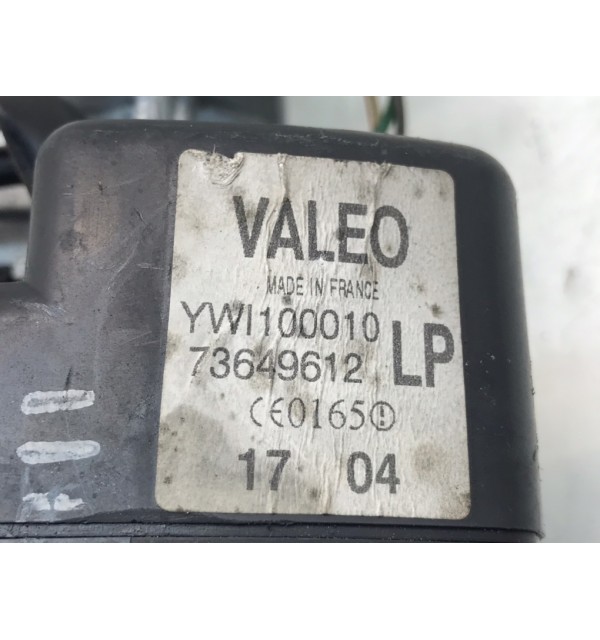 VALEO
MADE IN FRANCE
YWI100010
73649612 LP
CE0165
17 04